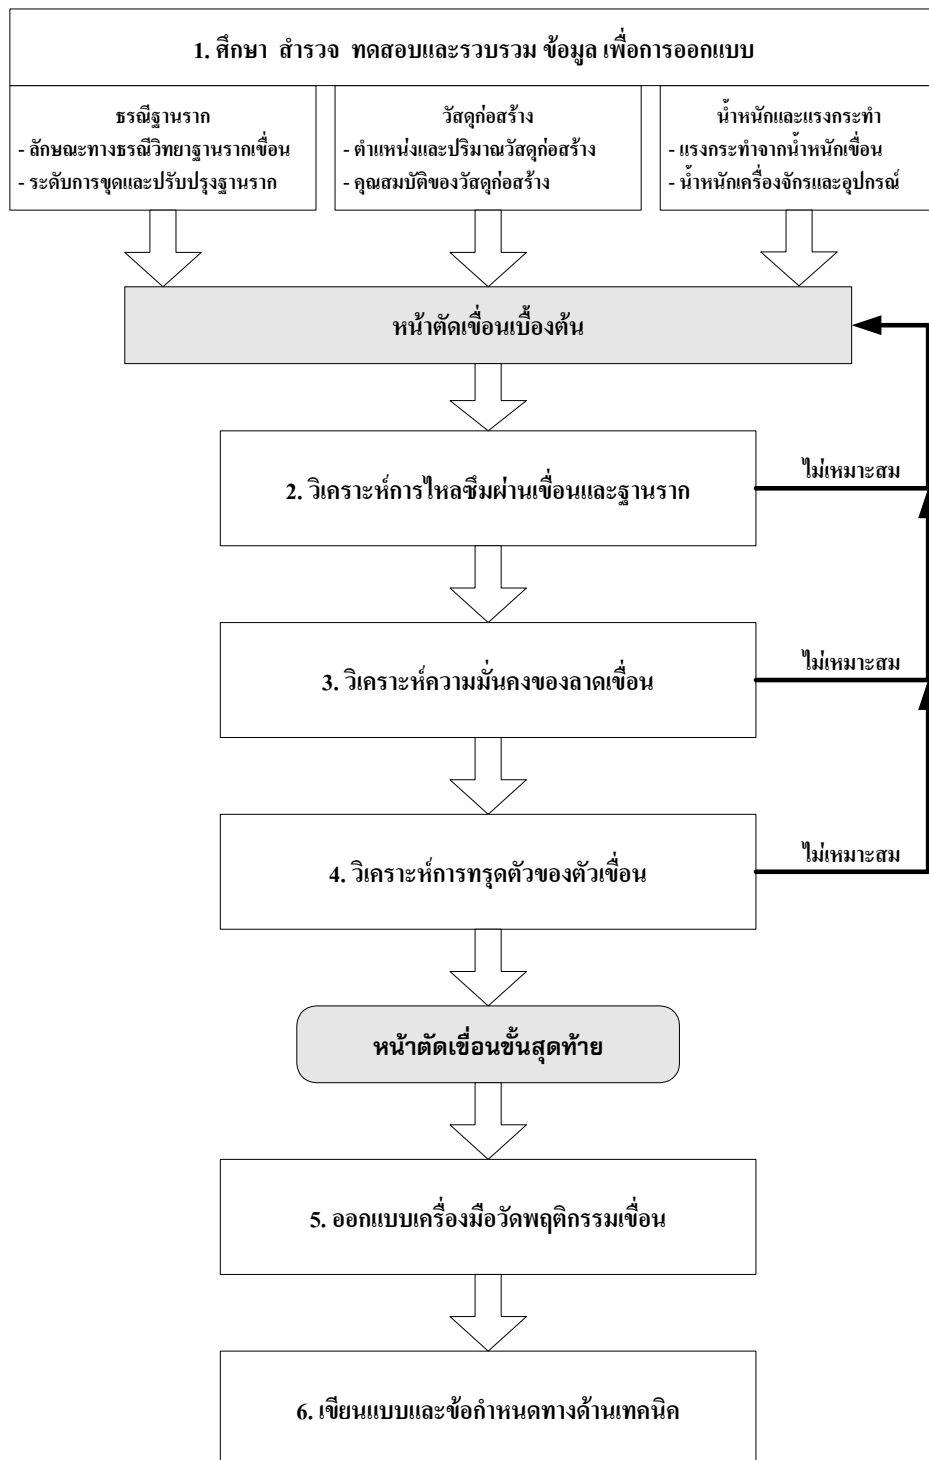 1. ศึกษา สำรวจ ทดสอบและรวบรวม ข้อมูล เพื่อการออกแบบ
ธรณีฐานราก
- ลักษณะทางธรณีวิทยาฐานรากเขื่อน
- ระดับการขุดและปรับปรุงฐานราก
วัสดุก่อสร้าง
- ตำแหน่งและปริมาณวัสดุก่อสร้าง
- คุณสมบัติของวัสดุก่อสร้าง
น้ำหนักและแรงกระทำ
- แรงกระทำจากน้ำหนักเขื่อน
- น้ำหนักเครื่องจักรและอุปกรณ์
หน้าตัดเขื่อนเบื้องต้น
2. วิเคราะห์การไหลซึมผ่านเขื่อนและฐานราก
ไม่เหมาะสม
3. วิเคราะห์ความมั่นคงของลาดเขื่อน
ไม่เหมาะสม
4. วิเคราะห์การทรุดตัวของตัวเขื่อน
ไม่เหมาะสม
หน้าตัดเขื่อนขั้นสุดท้าย
5. ออกแบบเครื่องมือวัดพฤติกรรมเขื่อน
6. เขียนแบบและข้อกำหนดทางด้านเทคนิค